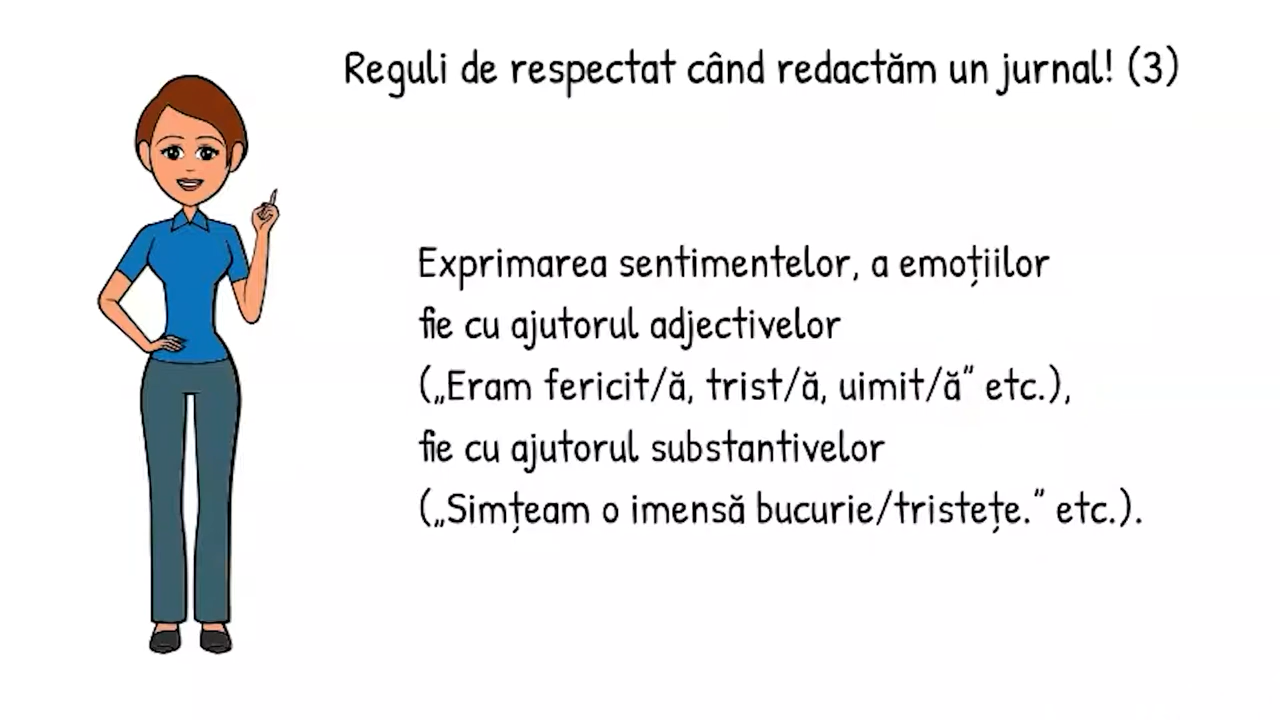 Reguli de respectat când redactăm un jurnal! (3)
Exprimarea sentimentelor, a emoțiilor
fie cu ajutorul adjectivelor
(„Eram fericit/ă, trist/ă, uimit/ă” etc.),
fie cu ajutorul substantivelor
(„Simțeam o imensă bucurie/tristețe.” etc.).